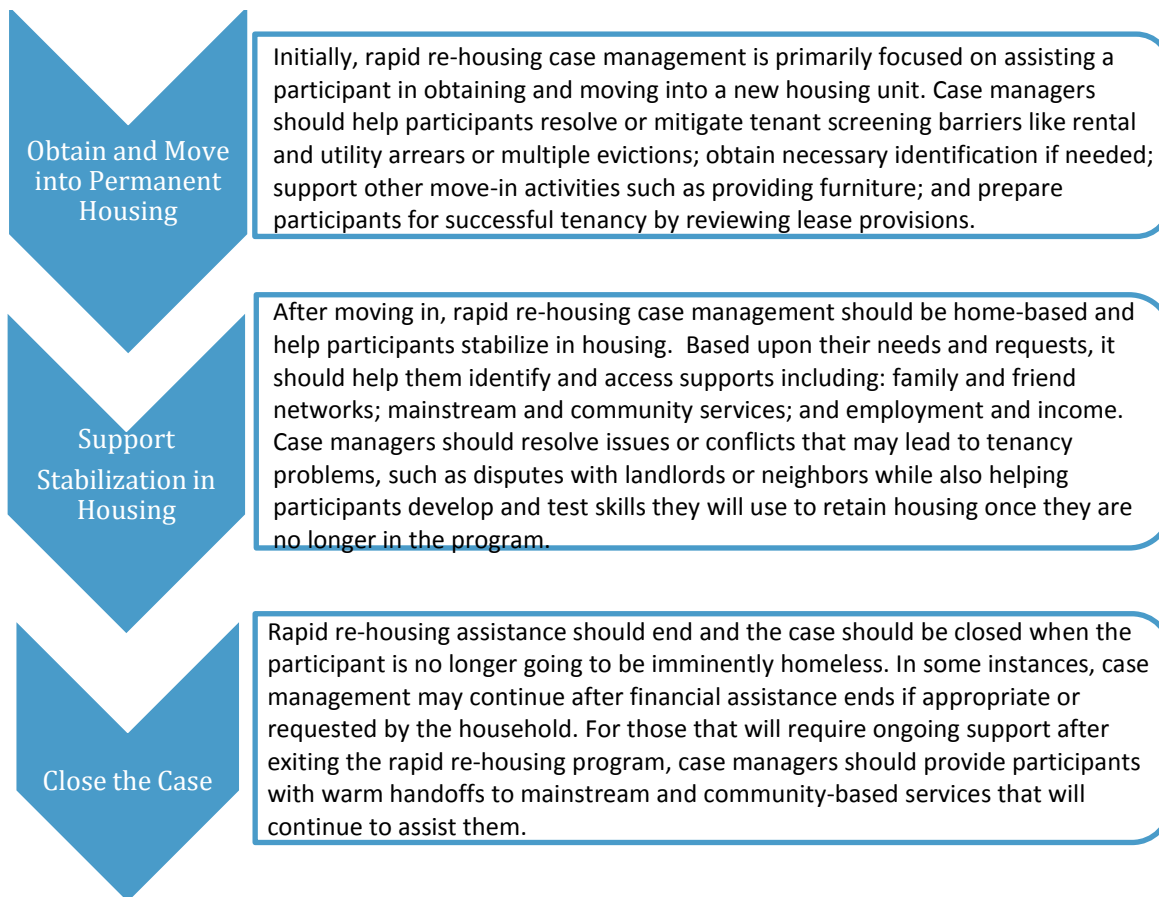 Obtain and Move
into Permanent
Housing
Initially, rapid re-housing case management is primarily focused on assisting a
participant in obtaining and moving into a new housing unit. Case managers
should help participants resolve or mitigate tenant screening barriers like rental
and utility arrears or multiple evictions; obtain necessary identification if needed;
support other move-in activities such as providing furniture; and prepare
participants for successful tenancy by reviewing lease provisions.
Support
Stabilization in
Housing
After moving in, rapid re-housing case management should be home-based and
help participants stabilize in housing.  Based upon their needs and requests, it
should help them identify and access supports including: family and friend
networks; mainstream and community services; and employment and income.
Case managers should resolve issues or conflicts that may lead to tenancy
problems, such as disputes with landlords or neighbors while also helping
participants develop and test skills they will use to retain housing once they are
no longer in the program.
Close the Case
Rapid re-housing assistance should end and the case should be closed when the
participant is no longer going to be imminently homeless. In some instances, case
management may continue after financial assistance ends if appropriate or
requested by the household. For those that will require ongoing support after
exiting the rapid re-housing program, case managers should provide participants
with warm handoffs to mainstream and community-based services that will
continue to assist them.